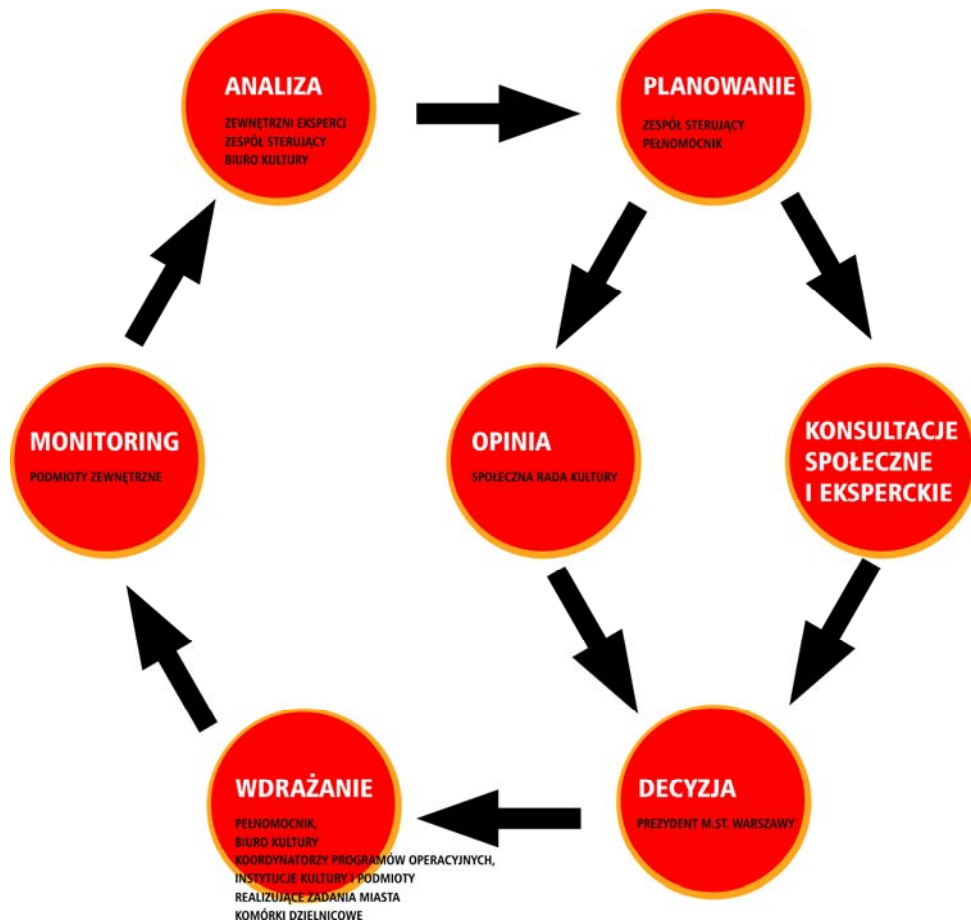 ANALIZA
ZEWNĘTRZNI EKSPERCI
ZESPÓŁ STERUJĄCY
BIURO KULTURY
PLANOWANIE
ZESPÓŁ STERUJĄCY
PEŁNOMOCNIK
MONITORING
PODMIOTY ZEWNĘTRZNE
OPINIA
SPOŁECZNA RADA KULTURY
KONSULTACJE
SPOŁECZNE
I EKSPERCKIE
WDRAŻANIE
PEŁNOMOCNIK,
BIURO KULTURY
KOORDYNATORZY PROGRAMÓW OPERACYJNYCH,
INSTYTUCJE KULTURY I PODMIOTY
REALIZUJĄCE ZADANIA MIASTA
KOMÓRKI DZIELNICOWE
DECYZJA
PREZYDENT M.ST. WARSZAWY